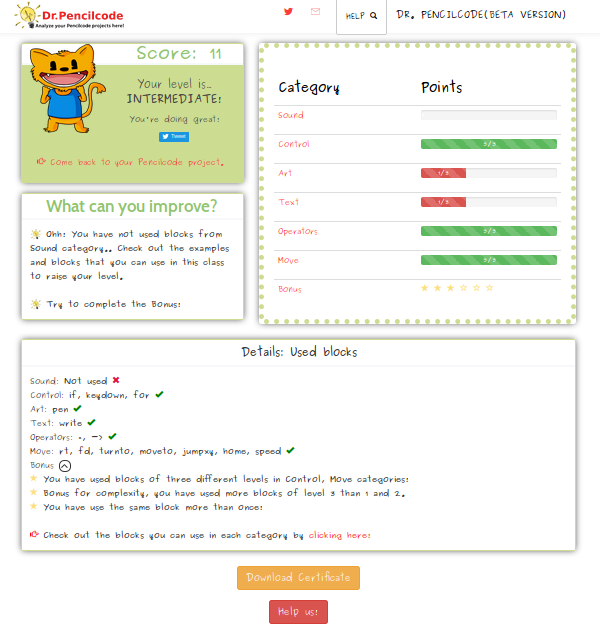 Dr.Pencilcode
Analyze your Pencilcode projects here!
HELP
DR. PENCILCODE(BETA VERSION)
Score: 11
Your level is...
INTERMEDIATE!
You're doing great!
Tweet
Come back to your Pencilcode project.
What can you improve?
Ohh! You have not used blocks from
Sound category.. Check out the examples
and blocks that you can use in this class
to raise your level.
Try to complete the Bonus!
Category Points
Sound
Control 3/3
Art 1/3
Text 1/3
Operators 3/3
Move 3/3
Bonus
Details: Used blocks
Sound: Not used
Control: if, keydown, for
Art: pen
Text: write
Operators: -, ->
Move: rt, fd, turnto, moveto, jumpxy, home, speed
Bonus
You have used blocks of three different levels in Control, Move categories!
Bonus for complexity, you have used more blocks of level 3 than 1 and 2.
You have use the same block more than once!
Check out the blocks you can use in each category by clicking here!
Download Certificate
Help us!